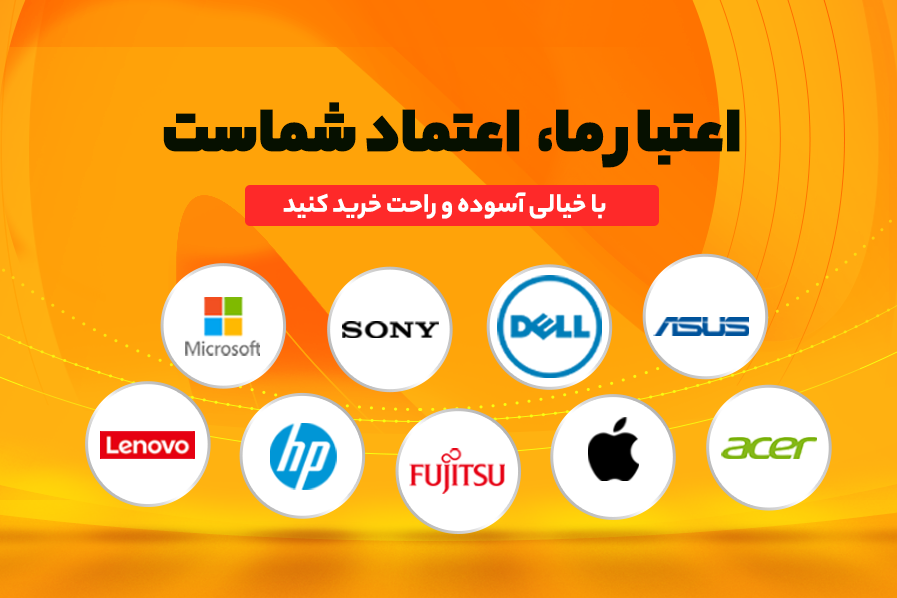 اعتبار ما، اعتماد شماست
با خیالی آسوده و راحت خرید کنید
Microsoft
SONY
DELL
ASUS
Lenovo
hp
FUJITSU
acer